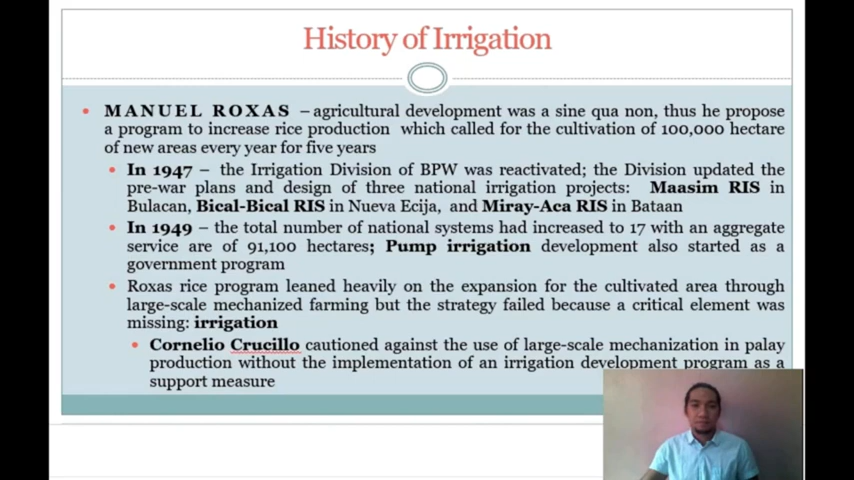 History of Irrigation
MANUEL ROXAS – agricultural development was a sine qua non, thus he propose
a program to increase rice production which called for the cultivation of 100,000 hectare
of new areas every year for five years
In 1947 – the Irrigation Division of BPW was reactivated; the Division updated the
pre-war plans and design of three national irrigation projects: Maasim RIS in
Bulacan, Bical-Bical RIS in Nueva Ecija, and Miray-Aca RIS in Bataan
In 1949 – the total number of national systems had increased to 17 with an aggregate
service are of 91,100 hectares; Pump irrigation development also started as a
government program
Roxas rice program leaned heavily on the expansion for the cultivated area through
large-scale mechanized farming but the strategy failed because a critical element was
missing: irrigation
Cornelio Crucillo cautioned against the use of large-scale mechanization in palay
production without the implementation of an irrigation development program as a
support measure